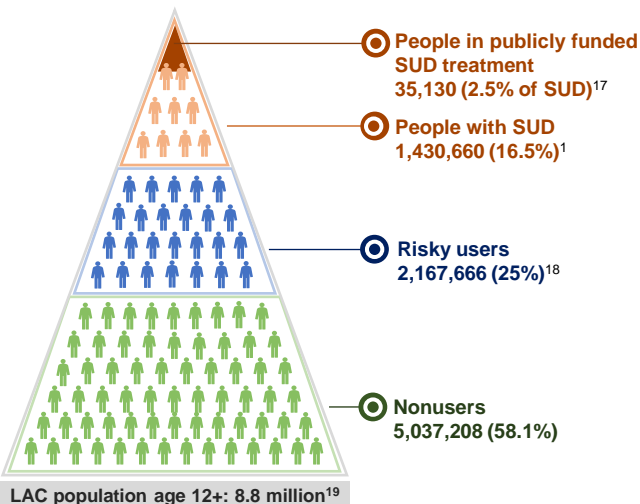 People in publicly funded
SUD treatment
35,130 (2.5% of SUD)17
People with SUD
1,430,660 (16.5%)1
Risky users
2,167,666 (25%)18
Nonusers
5,037,208 (58.1%)
LAC population age 12+: 8.8 million19